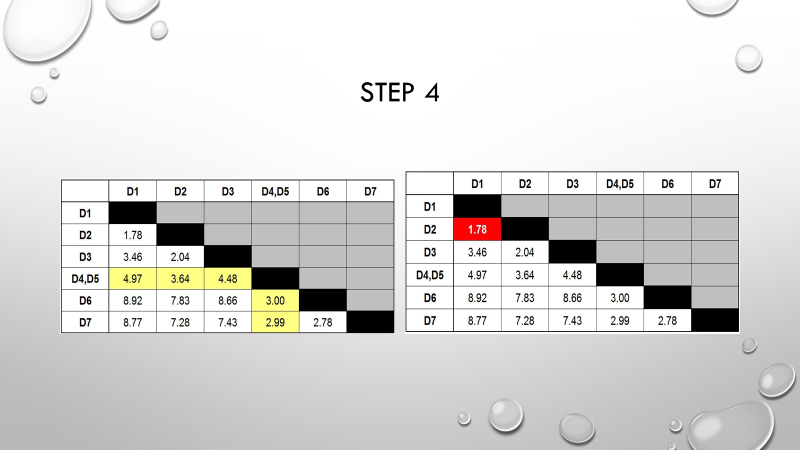 STEP 4
D1 D2 D3 D4,D5 D6 D7
D1
D2 1.78
D3 3.46 2.04
D4,D5 4.97 3.64 4.48
D6 8.92 7.83 8.66 3.00
D7 8.77 7.28 7.43 2.99 2.78
D1 D2 D3 D4,D5 D6 D7
D1
D2 1.78
D3 3.46 2.04
D4,D5 4.97 3.64 4.48
D6 8.92 7.83 8.66 3.00
D7 8.77 7.28 7.43 2.99 2.78